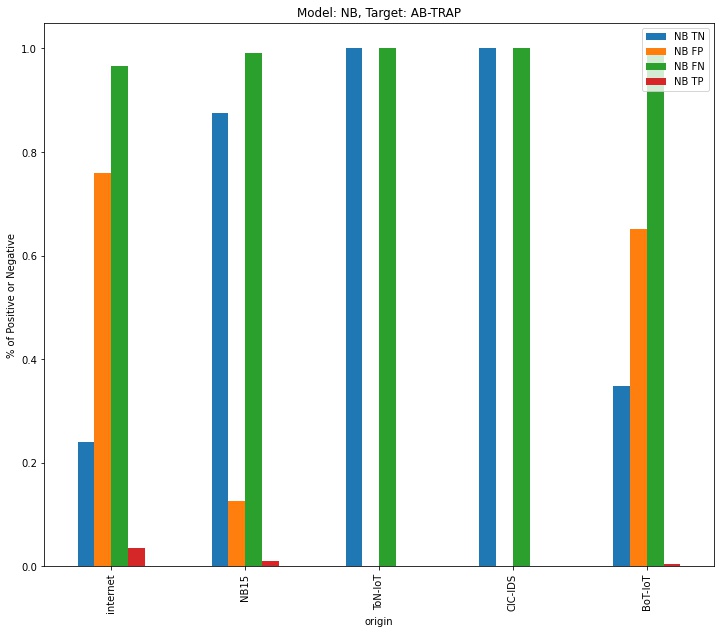 Model: NB, Target: AB-TRAP
% of Positive or Negative
1.0
0.8
0.6
0.4
0.2
0.0
NB TN
NB FP
NB FN
NB TP
internet
NB15
ToN-IoT
CIC-IDS
BoT-IoT
origin